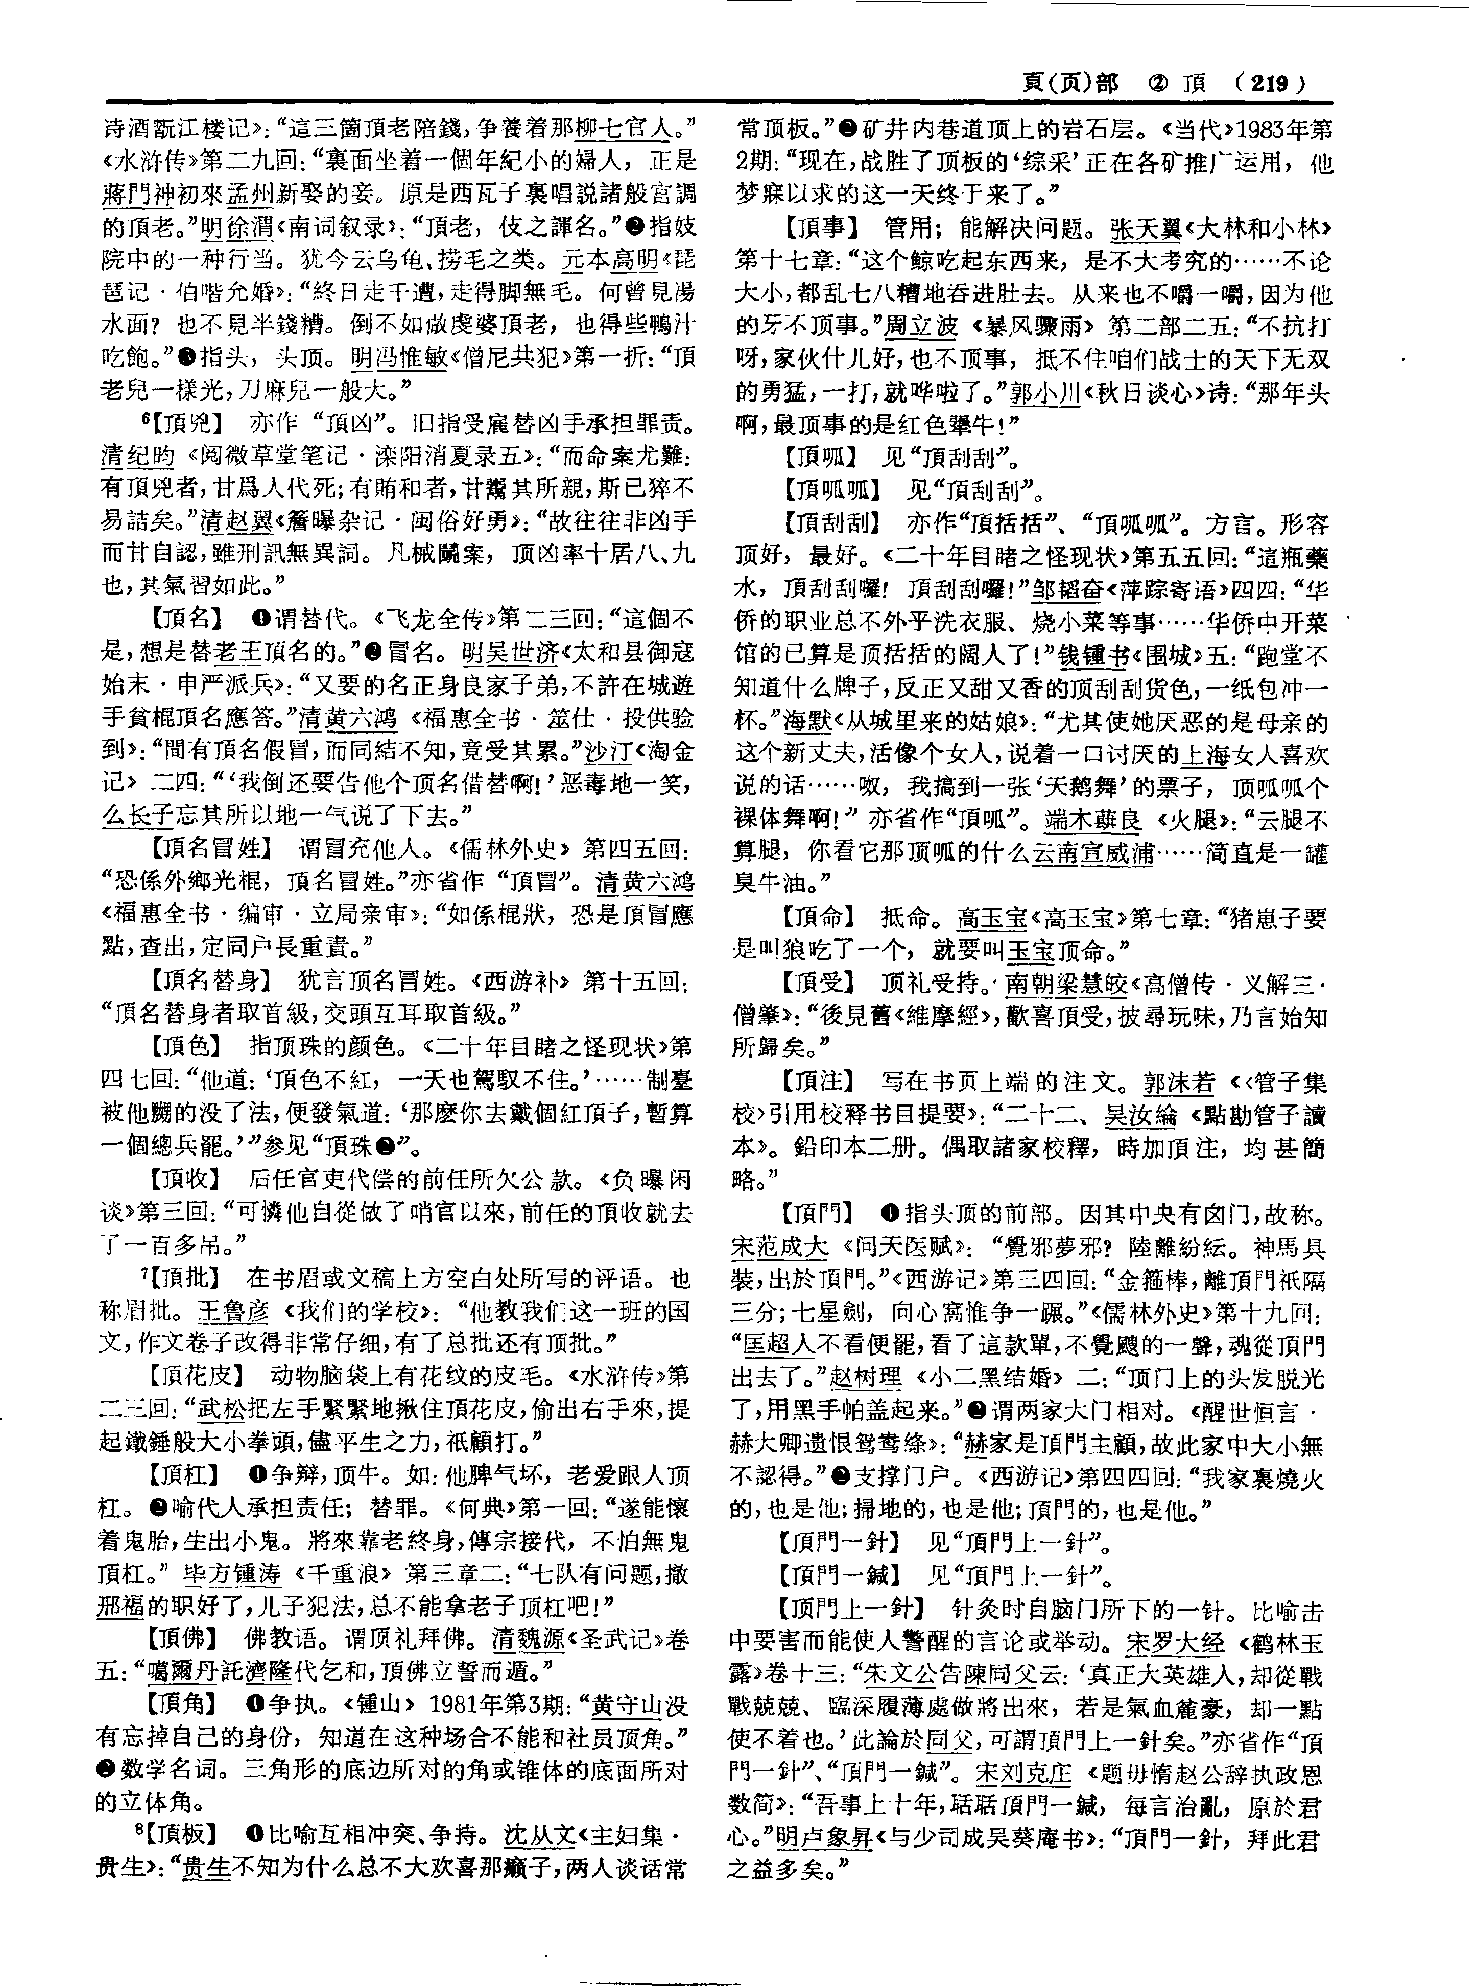 頁(页)部　② 頂　(219)
诗酒翫江楼记》：“這三箇頂老陪錢，争養着那柳七官人。”
《水浒传》第二九回：“裏面坐着一個年紀小的婦人，正是
蔣門神初來孟州新娶的妾。原是西瓦子裏唱説諸般宫調
的頂老。”明徐渭《南词叙录》：“頂老，伎之諢名。”❷指妓
院中的一种行当。犹今云乌龟、捞毛之类。元本高明《琵
琶记·伯喈允婚》：“終日走千遭，走得脚無毛。何曾見湯
水面？也不見半錢糟。倒不如做虔婆頂老，也得些鴨汁
吃飽。”❸指头，头顶。明冯惟敏《僧尼共犯》第一折：“頂
老兒一樣光，刀麻兒一般大。”
⁶【頂兇】　亦作“頂凶”。旧指受雇替凶手承担罪责。
清纪昀《阅微草堂笔记·滦阳消夏录五》：“而命案尤難：
有頂兇者，甘爲人代死；有賄和者，甘鬻其所親，斯已猝不
易詰矣。”清赵翼《簷曝杂记·闽俗好勇》：“故往往非凶手
而甘自認，雖刑訊無異詞。凡械鬬案，頂凶率十居八、九
也，其氣習如此。”
【頂名】　❶谓替代。《飞龙全传》第二三回：“這個不
是，想是替老王頂名的。”❷冒名。明吴世济《太和县御寇
始末·申严派兵》：“又要的名正身良家子弟，不許在城遊
手貧棍頂名應答。”清黄六鸿《福惠全书·筮仕·投供验
到》：“間有頂名假冒，而同結不知，竟受其累。”沙汀《淘金
记》二四：“‘我倒还要告他个顶名借替啊！’恶毒地一笑，
么长子忘其所以地一气说了下去。”
【頂名冒姓】　谓冒充他人。《儒林外史》第四五回：
“恐係外鄉光棍，頂名冒姓。”亦省作“頂冒”。清黄六鸿
《福惠全书·编审·立局亲审》：“如係棍狀，恐是頂冒應
點，查出，定同户長重責。”
【頂名替身】　犹言顶名冒姓。《西游补》第十五回：
“頂名替身者取首級，交頭互耳取首級。”
【頂色】　指顶珠的颜色。《二十年目睹之怪现状》第
四七回：“他道：‘頂色不紅，一天也駕馭不住。’……制臺
被他嬲的没了法，便發氣道：‘那麽你去戴個紅頂子，暫算
一個總兵罷。’”参见“頂珠❷”。
【頂收】　后任官吏代偿的前任所欠公款。《负曝闲
谈》第三回：“可憐他自從做了哨官以來，前任的頂收就去
了一百多吊。”
⁷【頂批】　在书眉或文稿上方空白处所写的评语。也
称眉批。王鲁彦《我们的学校》：“他教我们这一班的国
文，作文卷子改得非常仔细，有了总批还有顶批。”
【頂花皮】　动物脑袋上有花纹的皮毛。《水浒传》第
二三回：“武松把左手緊緊地揪住頂花皮，偷出右手來，提
起鐵錘般大小拳頭，儘平生之力，衹顧打。”
【頂杠】　❶争辩，顶牛。如：他脾气坏，老爱跟人顶
杠。❷喻代人承担责任；替罪。《何典》第一回：“遂能懷
着鬼胎，生出小鬼。將來靠老終身，傳宗接代，不怕無鬼
頂杠。”毕方锺涛《千重浪》第三章二：“七队有问题，撤
邢福的职好了，儿子犯法，总不能拿老子顶杠吧！”
【頂佛】　佛教语。谓顶礼拜佛。清魏源《圣武记》卷
五：“噶爾丹託濟隆代乞和，頂佛立誓而遁。”
【頂角】　❶争执。《锺山》1981年第3期：“黄守山没
有忘掉自己的身份，知道在这种场合不能和社员顶角。”
❷数学名词。三角形的底边所对的角或锥体的底面所对
的立体角。
⁸【頂板】　❶比喻互相冲突、争持。沈从文《主妇集·
贵生》：“贵生不知为什么总不大欢喜那癞子，两人谈话常
常顶板。”❷矿井内巷道顶上的岩石层。《当代》1983年第
2期：“现在，战胜了顶板的‘综采’正在各矿推广运用，他
梦寐以求的这一天终于来了。”
【頂事】　管用；能解决问题。张天翼《大林和小林》
第十七章：“这个鲸吃起东西来，是不大考究的……不论
大小，都乱七八糟地吞进肚去。从来也不嚼一嚼，因为他
的牙不顶事。”周立波《暴风骤雨》第二部二五：“不抗打
呀，家伙什儿好，也不顶事，抵不住咱们战士的天下无双
的勇猛，一打，就哗啦了。”郭小川《秋日谈心》诗：“那年头
啊，最顶事的是红色犟牛！”
【頂呱】　见“頂刮刮”。
【頂呱呱】　见“頂刮刮”。
【頂刮刮】　亦作“頂括括”、“頂呱呱”。方言。形容
顶好，最好。《二十年目睹之怪现状》第五五回：“這瓶藥
水，頂刮刮囉！頂刮刮囉！”邹韬奋《萍踪寄语》四四：“华
侨的职业总不外乎洗衣服、烧小菜等事……华侨中开菜
馆的已算是顶括括的阔人了！”钱锺书《围城》五：“跑堂不
知道什么牌子，反正又甜又香的顶刮刮货色，一纸包冲一
杯。”海默《从城里来的姑娘》：“尤其使她厌恶的是母亲的
这个新丈夫，活像个女人，说着一口讨厌的上海女人喜欢
说的话……嗷，我搞到一张‘天鹅舞’的票子，顶呱呱个
裸体舞啊！”亦省作“頂呱”。端木蕻良《火腿》：“云腿不
算腿，你看它那顶呱的什么云南宣威浦……简直是一罐
臭牛油。”
【頂命】　抵命。高玉宝《高玉宝》第七章：“猪崽子要
是叫狼吃了一个，就要叫玉宝顶命。”
【頂受】　顶礼受持。南朝梁慧皎《高僧传·义解三·
僧肇》：“後見舊《維摩經》，歡喜頂受，披尋玩味，乃言始知
所歸矣。”
【頂注】　写在书页上端的注文。郭沫若《〈管子集
校〉引用校释书目提要》：“二十二、吴汝綸《點勘管子讀
本》。鉛印本二册。偶取諸家校釋，時加頂注，均甚簡
略。”
【頂門】　❶指头顶的前部。因其中央有囟门，故称。
宋范成大《问天医赋》：“覺邪夢邪？陸離紛紜。神馬具
裝，出於頂門。”《西游记》第三四回：“金箍棒，離頂門衹隔
三分；七星劍，向心窩惟争一蹍。”《儒林外史》第十九回：
“匡超人不看便罷，看了這款單，不覺颼的一聲，魂從頂門
出去了。”赵树理《小二黑结婚》二：“顶门上的头发脱光
了，用黑手帕盖起来。”❷谓两家大门相对。《醒世恒言·
赫大卿遗恨鸳鸯绦》：“赫家是頂門主顧，故此家中大小無
不認得。”❸支撑门户。《西游记》第四四回：“我家裏燒火
的，也是他；掃地的，也是他；頂門的，也是他。”
【頂門一針】　见“頂門上一針”。
【頂門一鍼】　见“頂門上一針”。
【頂門上一針】　针灸时自脑门所下的一针。比喻击
中要害而能使人警醒的言论或举动。宋罗大经《鹤林玉
露》卷十三：“朱文公告陳同父云：‘真正大英雄人，却從戰
戰兢兢、臨深履薄處做將出來，若是氣血麄豪，却一點
使不着也。’此論於同父，可謂頂門上一針矣。”亦省作“頂
門一針”、“頂門一鍼”。宋刘克庄《题毋惰赵公辞执政恩
数简》：“吾事上十年，聒聒頂門一鍼，每言治亂，原於君
心。”明卢象昇《与少司成吴葵庵书》：“頂門一針，拜此君
之益多矣。”